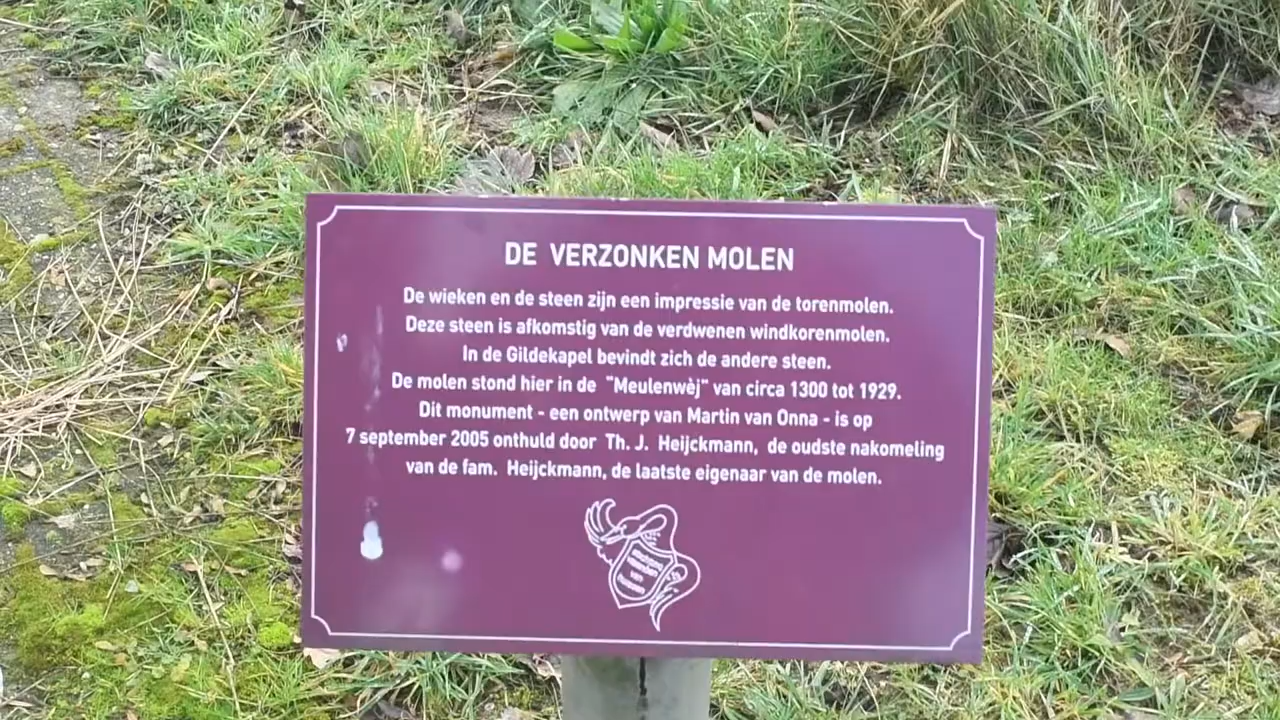 DE VERZONKEN MOLEN
De wieken en de steen zijn een impressie van de torenmolen.
Deze steen is afkomstig van de verdwenen windkorenmolen.
In de Gildekapel bevindt zich de andere steen.
De molen stond hier in de "Meulenwèj" van circa 1300 tot 1929.
Dit monument - een ontwerp van Martin van Onna - is op
7 september 2005 onthuld door Th. J. Heijckmann, de oudste nakomeling
van de fam. Heijckmann, de laatste eigenaar van de molen.